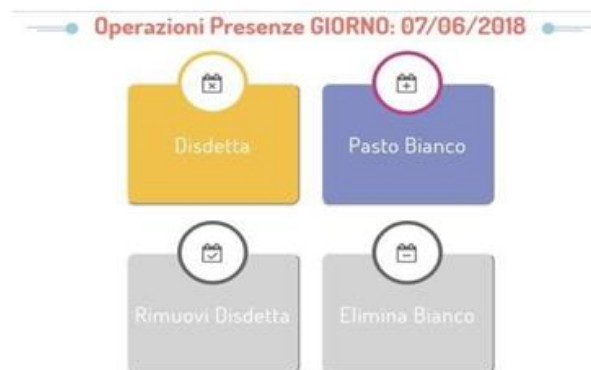 Operazioni Presenze GIORNO: 07/06/2018
Disdetta
Pasto Bianco
Rimuovi Disdetta
Elimina Bianco